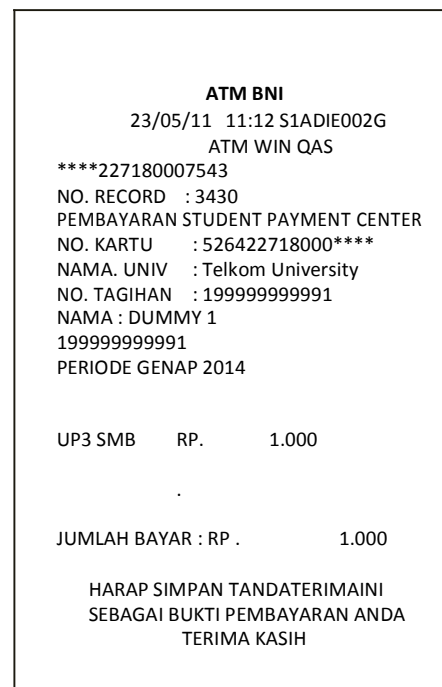 ATM BNI
23/05/11 11:12 S1ADIE002G
ATM WIN QAS
****227180007543
NO. RECORD : 3430
PEMBAYARAN STUDENT PAYMENT CENTER
NO. KARTU : 526422718000****
NAMA. UNIV : Telkom University
NO. TAGIHAN : 199999999991
NAMA : DUMMY 1
199999999991
PERIODE GENAP 2014
UP3 SMB RP. 1.000
.
JUMLAH BAYAR : RP . 1.000
HARAP SIMPAN TANDATERIMAINI
SEBAGAI BUKTI PEMBAYARAN ANDA
TERIMA KASIH